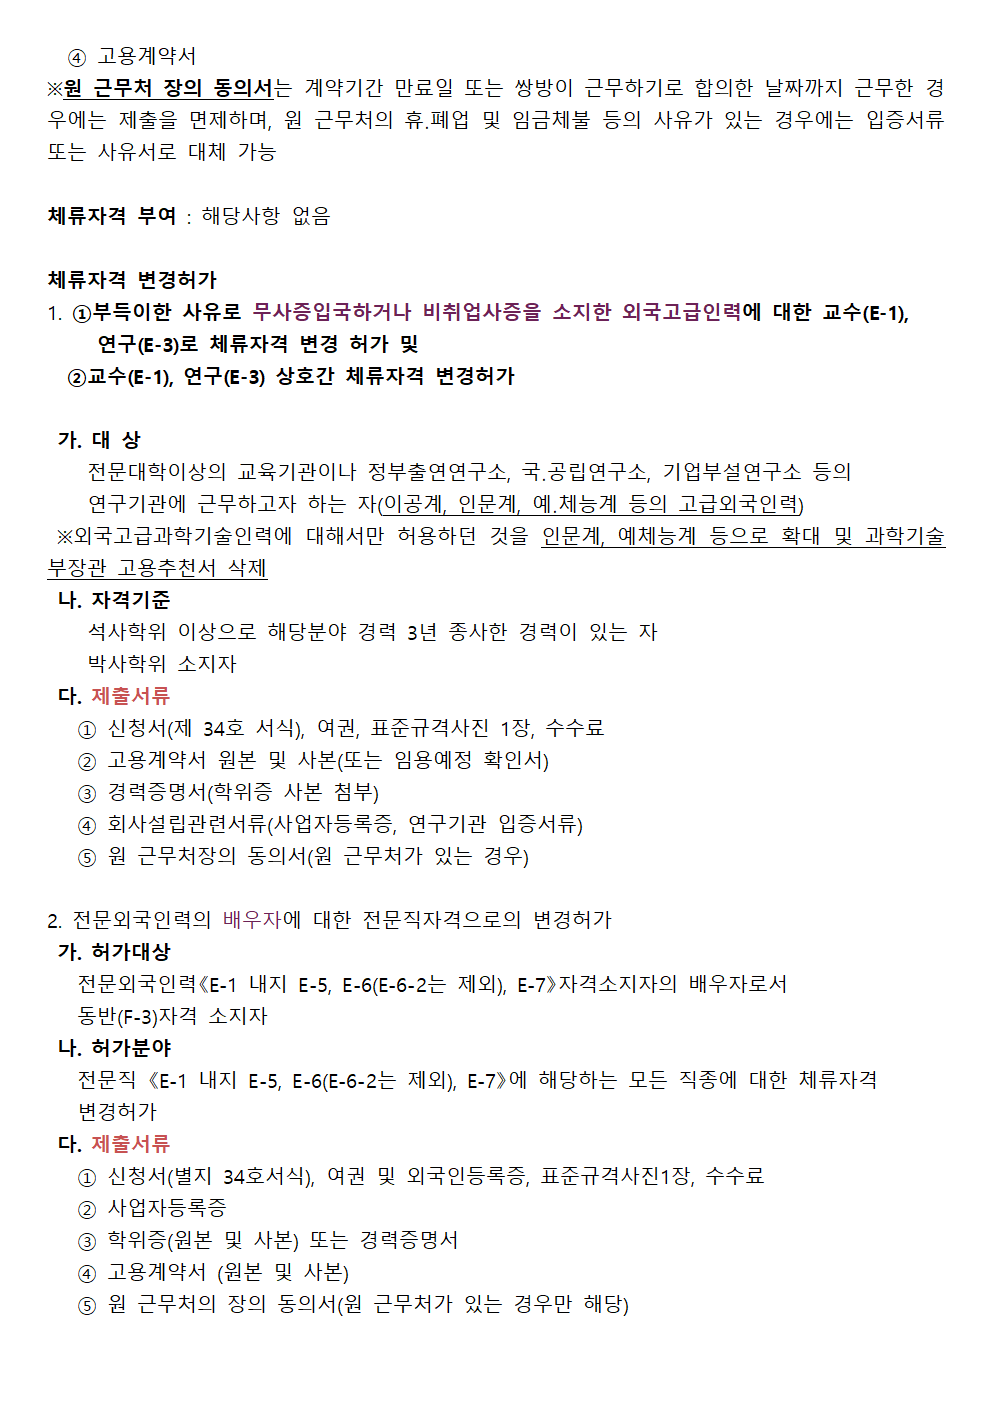 ④ 고용계약서
※원 근무처 장의 동의서는 계약기간 만료일 또는 쌍방이 근무하기로 합의한 날짜까지 근무한 경
우에는 제출을 면제하며, 원 근무처의 휴.폐업 및 임금체불 등의 사유가 있는 경우에는 입증서류
또는 사유서로 대체 가능
체류자격 부여 : 해당사항 없음
체류자격 변경허가
1. ①부득이한 사유로 무사증입국하거나 비취업사증을 소지한 외국고급인력에 대한 교수(E-1),
연구(E-3)로 체류자격 변경 허가 및
②교수(E-1), 연구(E-3) 상호간 체류자격 변경허가
가. 대 상
전문대학이상의 교육기관이나 정부출연연구소, 국.공립연구소, 기업부설연구소 등의
연구기관에 근무하고자 하는 자(이공계, 인문계, 예.체능계 등의 고급외국인력)
※외국고급과학기술인력에 대해서만 허용하던 것을 인문계, 예체능계 등으로 확대 및 과학기술
부장관 고용추천서 삭제
나. 자격기준
석사학위 이상으로 해당분야 경력 3년 종사한 경력이 있는 자
박사학위 소지자
다. 제출서류
① 신청서(제 34호 서식), 여권, 표준규격사진 1장, 수수료
② 고용계약서 원본 및 사본(또는 임용예정 확인서)
③ 경력증명서(학위증 사본 첨부)
④ 회사설립관련서류(사업자등록증, 연구기관 입증서류)
⑤ 원 근무처장의 동의서(원 근무처가 있는 경우)
2. 전문외국인력의 배우자에 대한 전문직자격으로의 변경허가
가. 허가대상
전문외국인력《E-1 내지 E-5, E-6(E-6-2는 제외), E-7》자격소지자의 배우자로서
동반(F-3)자격 소지자
나. 허가분야
전문직 《E-1 내지 E-5, E-6(E-6-2는 제외), E-7》에 해당하는 모든 직종에 대한 체류자격
변경허가
다. 제출서류
① 신청서(별지 34호서식), 여권 및 외국인등록증, 표준규격사진1장, 수수료
② 사업자등록증
③ 학위증(원본 및 사본) 또는 경력증명서
④ 고용계약서 (원본 및 사본)
⑤ 원 근무처의 장의 동의서(원 근무처가 있는 경우만 해당)